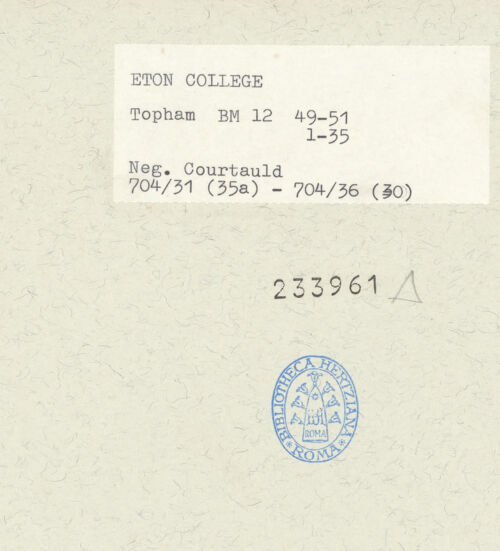 ETON COLLEGE
Topham BM 12 49-51
1-35
Neg. Courtauld
704/31 (35a) - 704/36 (30)
233961
BIBLIOTHECA HERTZIANA
ROMA
*ROMA*